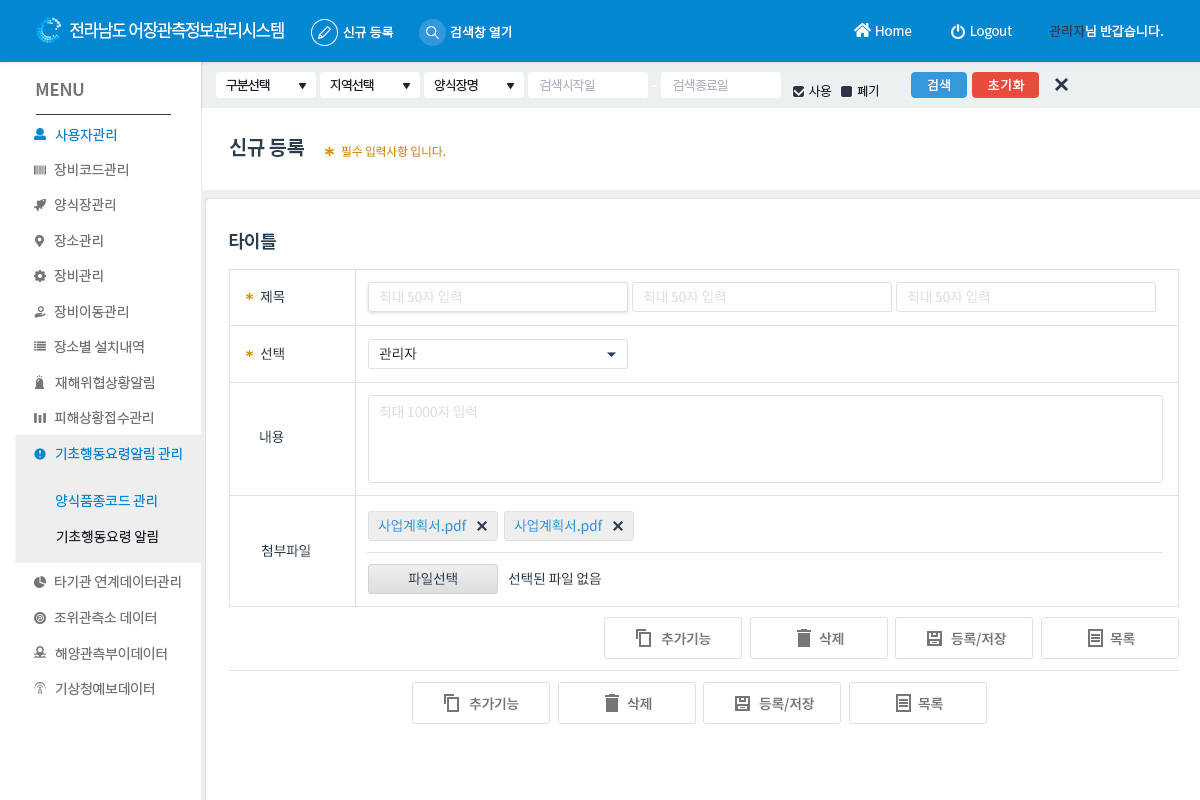 전라남도 어장관측정보관리시스템
신규 등록
검색창 열기
Home
Logout
관리자님 반갑습니다.
구분선택
지역선택
양식장명
검색시작일
-
검색종료일
사용
폐기
검색
초기화
MENU
사용자관리
장비코드관리
양식장관리
장소관리
장비관리
장비이동관리
장소별 설치내역
재해위협상황알림
피해상황접수관리
기초행동요령알림 관리
양식품종코드 관리
기초행동요령 알림
타기관 연계데이터관리
조위관측소 데이터
해양관측부이데이터
기상청예보데이터
신규 등록
* 필수 입력사항 입니다.
타이틀
* 제목
최대 50자 입력
최대 50자 입력
최대 50자 입력
* 선택
관리자
내용
최대 1000자 입력
첨부파일
사업계획서.pdf
사업계획서.pdf
파일선택
선택된 파일 없음
추가기능
삭제
등록/저장
목록
추가기능
삭제
등록/저장
목록